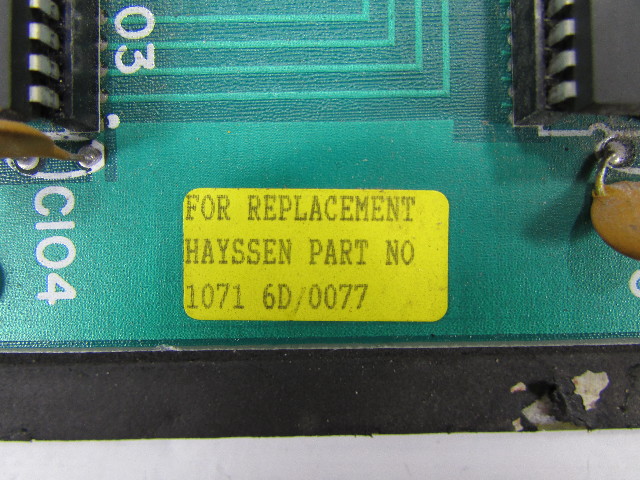 03
FOR REPLACEMENT
HAYSSEN PART NO
1071 6D/0077
C104